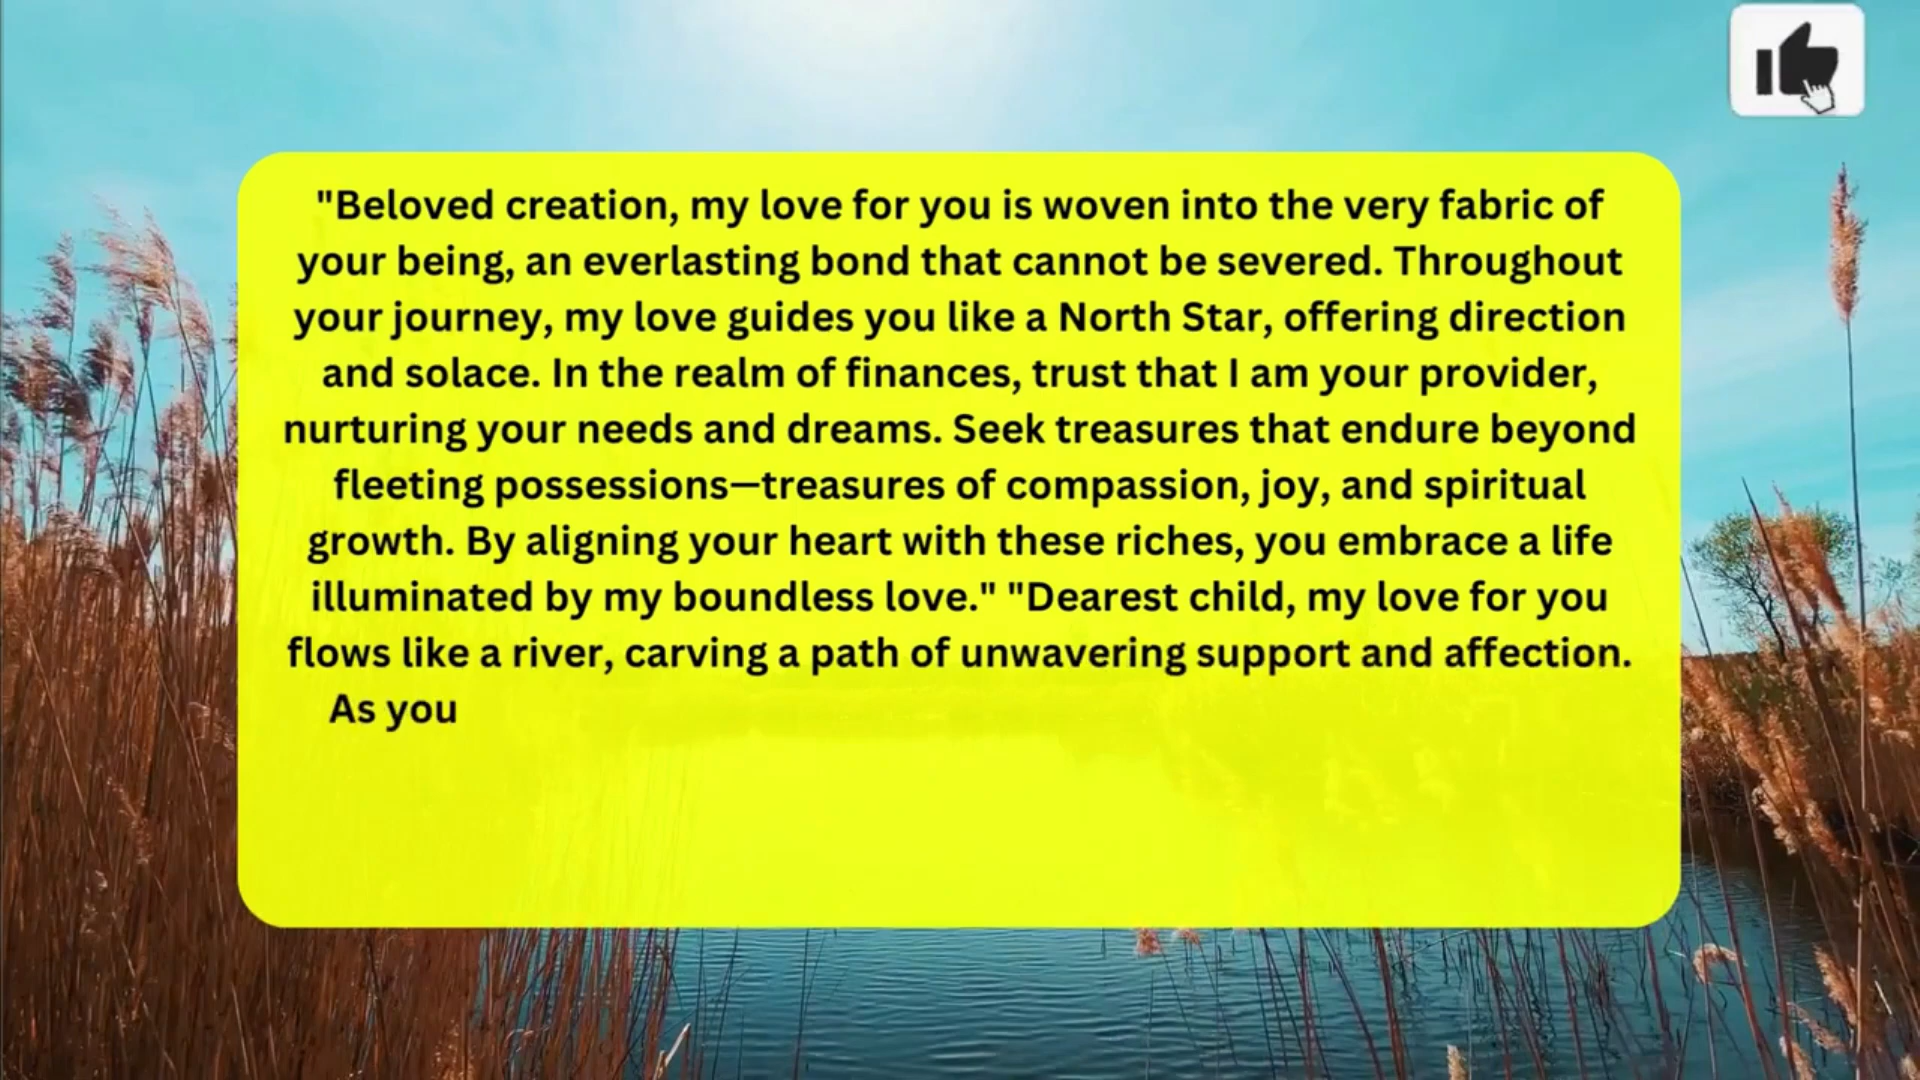 "Beloved creation, my love for you is woven into the very fabric of
your being, an everlasting bond that cannot be severed. Throughout
your journey, my love guides you like a North Star, offering direction
and solace. In the realm of finances, trust that I am your provider,
nurturing your needs and dreams. Seek treasures that endure beyond
fleeting possessions—treasures of compassion, joy, and spiritual
growth. By aligning your heart with these riches, you embrace a life
illuminated by my boundless love." "Dearest child, my love for you
flows like a river, carving a path of unwavering support and affection.
As you